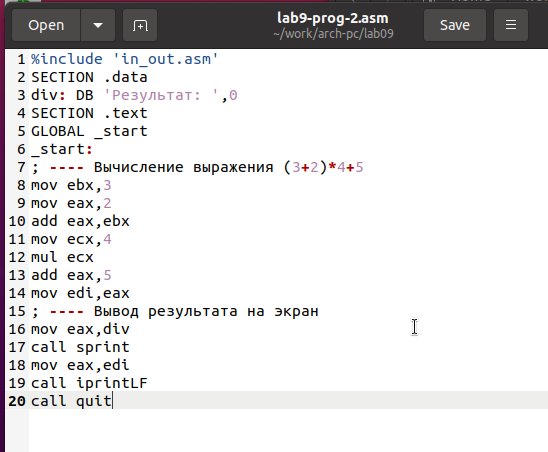 Open
lab9-prog-2.asm
~/work/arch-pc/lab09
Save
1 %include 'in_out.asm'
2 SECTION .data
3 div: DB 'Результат: ',0
4 SECTION .text
5 GLOBAL _start
6 _start:
7 ; ---- Вычисление выражения (3+2)*4+5
8 mov ebx,3
9 mov eax,2
10 add eax,ebx
11 mov ecx,4
12 mul ecx
13 add eax,5
14 mov edi,eax
15 ; ---- Вывод результата на экран
16 mov eax,div
17 call sprint
18 mov eax,edi
19 call iprintLF
20 call quit